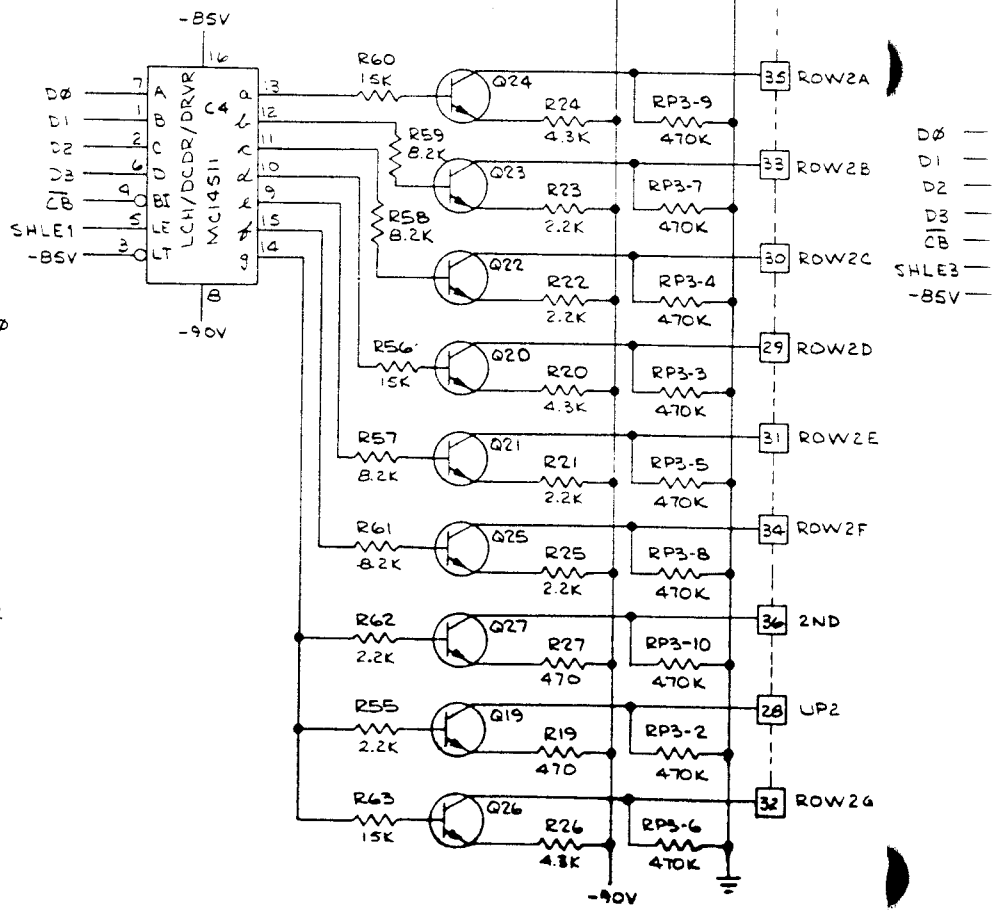 -85V
16
LCH/DCDR/DRVR
MC14511
C4
DØ 7 A
D1 1 B
D2 2 C
D3 6 D
C̅B̅ 4 BI
SHLE1 5 LE
-85V 3 LT
8
-90V
a 13
b 12
c 11
d 10
e 9
f 15
g 14
R60
15K
Q24
R24
4.3K
RP3-9
470K
35 ROW2A
R59
8.2K
Q23
R23
2.2K
RP3-7
470K
33 ROW2B
R58
8.2K
Q22
R22
2.2K
RP3-4
470K
30 ROW2C
R56
15K
Q20
R20
4.3K
RP3-3
470K
29 ROW2D
R57
8.2K
Q21
R21
2.2K
RP3-5
470K
31 ROW2E
R61
8.2K
Q25
R25
2.2K
RP3-8
470K
34 ROW2F
R62
2.2K
Q27
R27
470
RP3-10
470K
36 2ND
R55
2.2K
Q19
R19
470
RP3-2
470K
28 UP2
R63
15K
Q26
R26
4.3K
RP3-6
470K
32 ROW2G
-90V
DØ
D1
D2
D3
C̅B̅
SHLE3
-85V
Ø